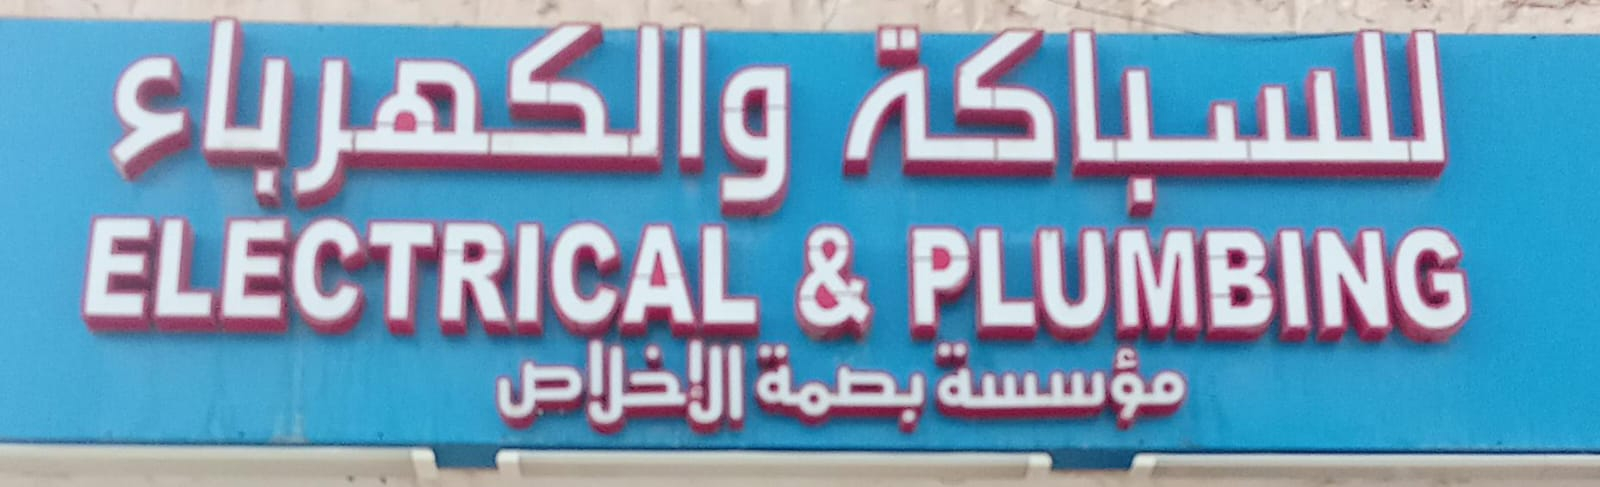 للسباكة والكهرباء
ELECTRICAL & PLUMBING
مؤسسة بصمة الإخلاص